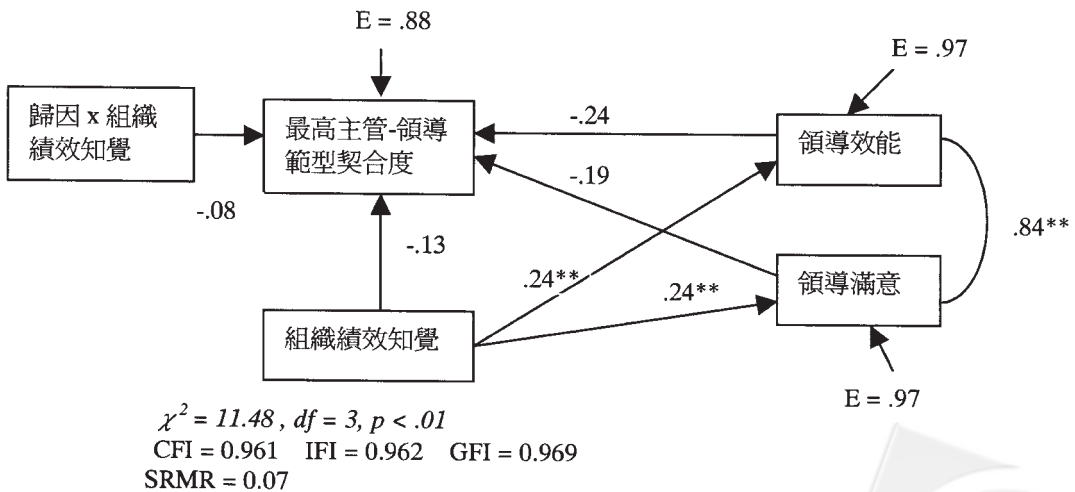 E = .88
E = .97
歸因 x 組織
績效知覺
最高主管-領導
範型契合度
-.24
領導效能
-.19
-.08
-.13
.84**
.24**
.24**
領導滿意
組織績效知覺
E = .97
χ² = 11.48 , df = 3, p < .01
CFI = 0.961 IFI = 0.962 GFI = 0.969
SRMR = 0.07